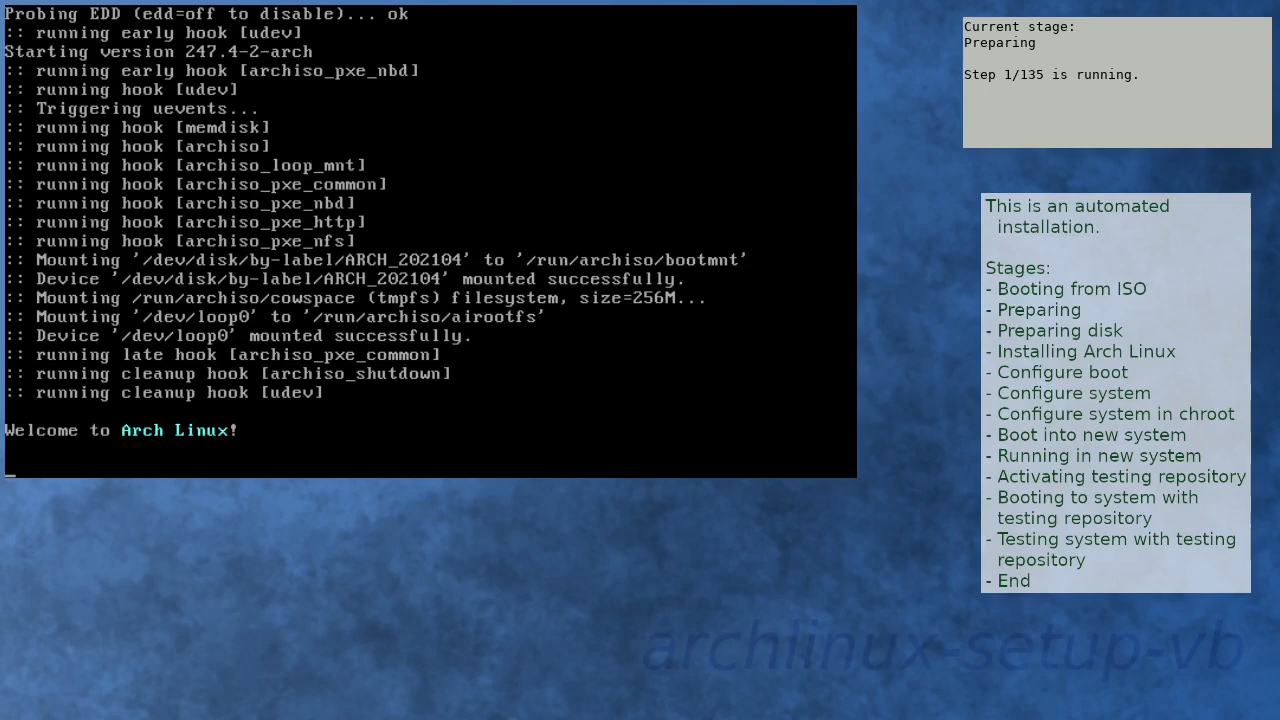 Probing EDD (edd=off to disable)... ok
:: running early hook [udev]
Starting version 247.4-2-arch
:: running early hook [archiso_pxe_nbd]
:: running hook [udev]
:: Triggering uevents...
:: running hook [memdisk]
:: running hook [archiso]
:: running hook [archiso_loop_mnt]
:: running hook [archiso_pxe_common]
:: running hook [archiso_pxe_nbd]
:: running hook [archiso_pxe_http]
:: running hook [archiso_pxe_nfs]
:: Mounting '/dev/disk/by-label/ARCH_202104' to '/run/archiso/bootmnt'
:: Device '/dev/disk/by-label/ARCH_202104' mounted successfully.
:: Mounting /run/archiso/cowspace (tmpfs) filesystem, size=256M...
:: Mounting '/dev/loop0' to '/run/archiso/airootfs'
:: Device '/dev/loop0' mounted successfully.
:: running late hook [archiso_pxe_common]
:: running cleanup hook [archiso_shutdown]
:: running cleanup hook [udev]
Welcome to Arch Linux!
Current stage:
Preparing
Step 1/135 is running.
This is an automated
installation.
Stages:
- Booting from ISO
- Preparing
- Preparing disk
- Installing Arch Linux
- Configure boot
- Configure system
- Configure system in chroot
- Boot into new system
- Running in new system
- Activating testing repository
- Booting to system with
testing repository
- Testing system with testing
repository
- End
archlinux-setup-vb